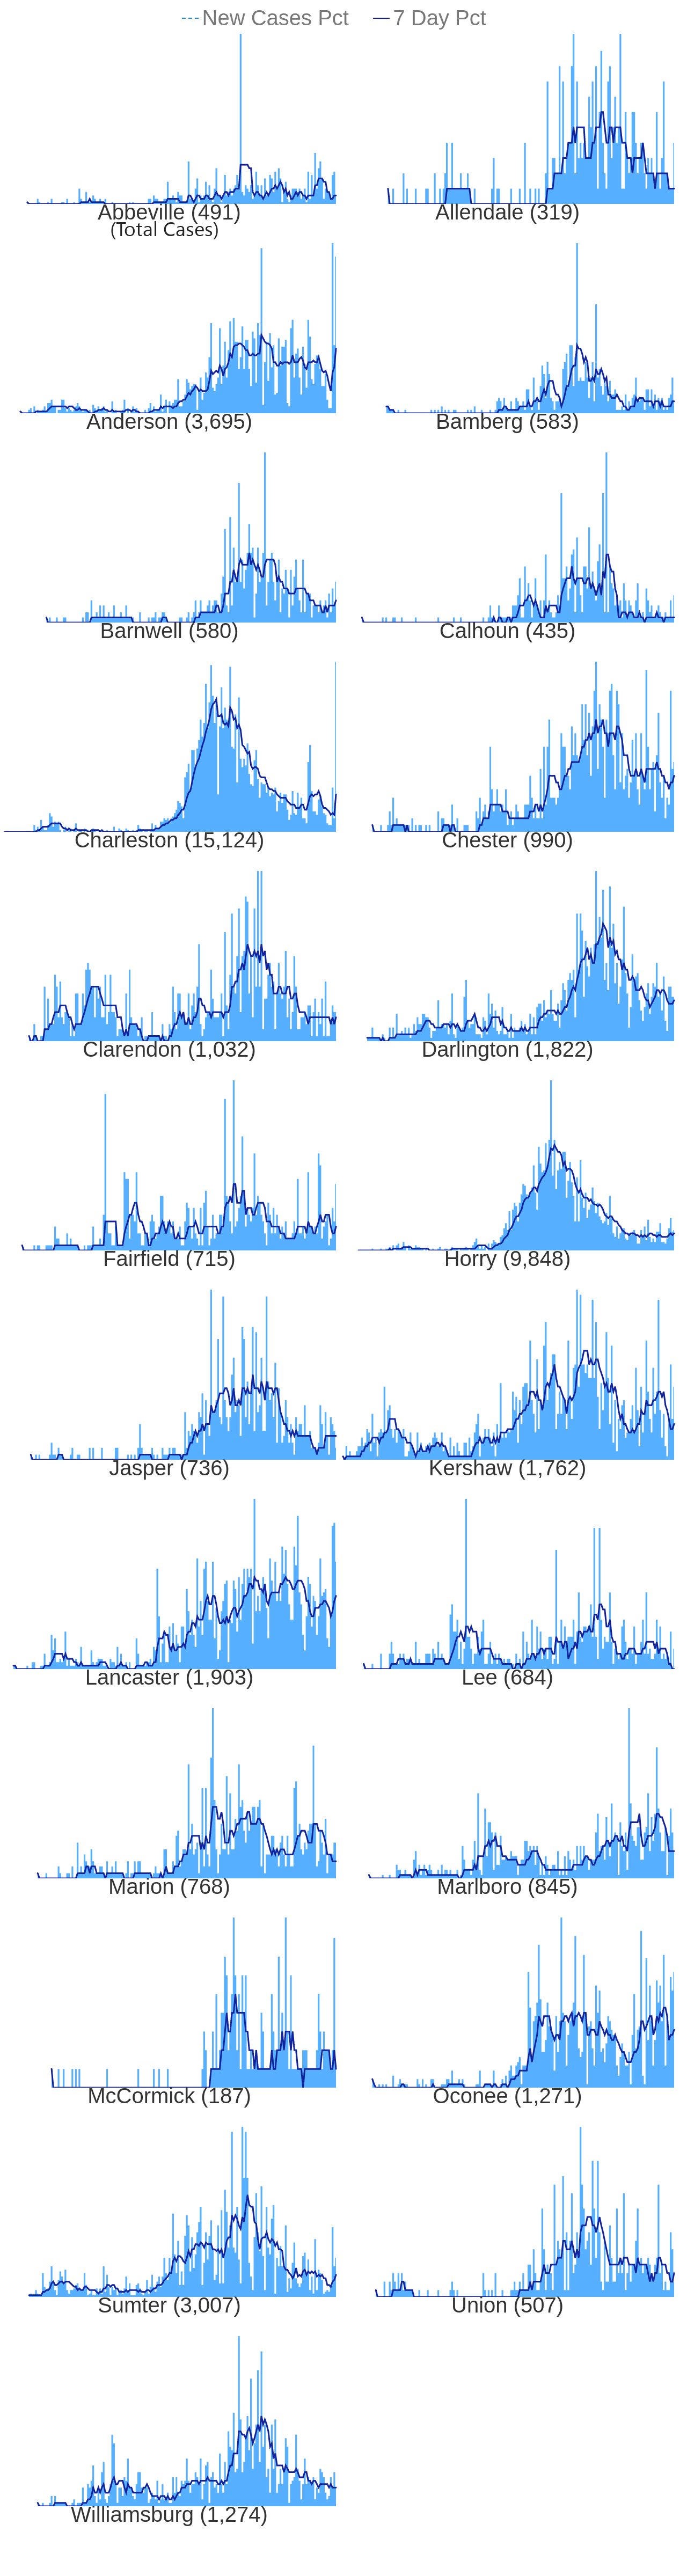 New Cases Pct 7 Day Pct
Abbeville (491) Allendale (319)
(Total Cases)
Anderson (3,695) Bamberg (583)
Barnwell (580) Calhoun (435)
Charleston (15,124) Chester (990)
Clarendon (1,032) Darlington (1,822)
Fairfield (715) Horry (9,848)
Jasper (736) Kershaw (1,762)
Lancaster (1,903) Lee (684)
Marion (768) Marlboro (845)
McCormick (187) Oconee (1,271)
Sumter (3,007) Union (507)
Williamsburg (1,274)